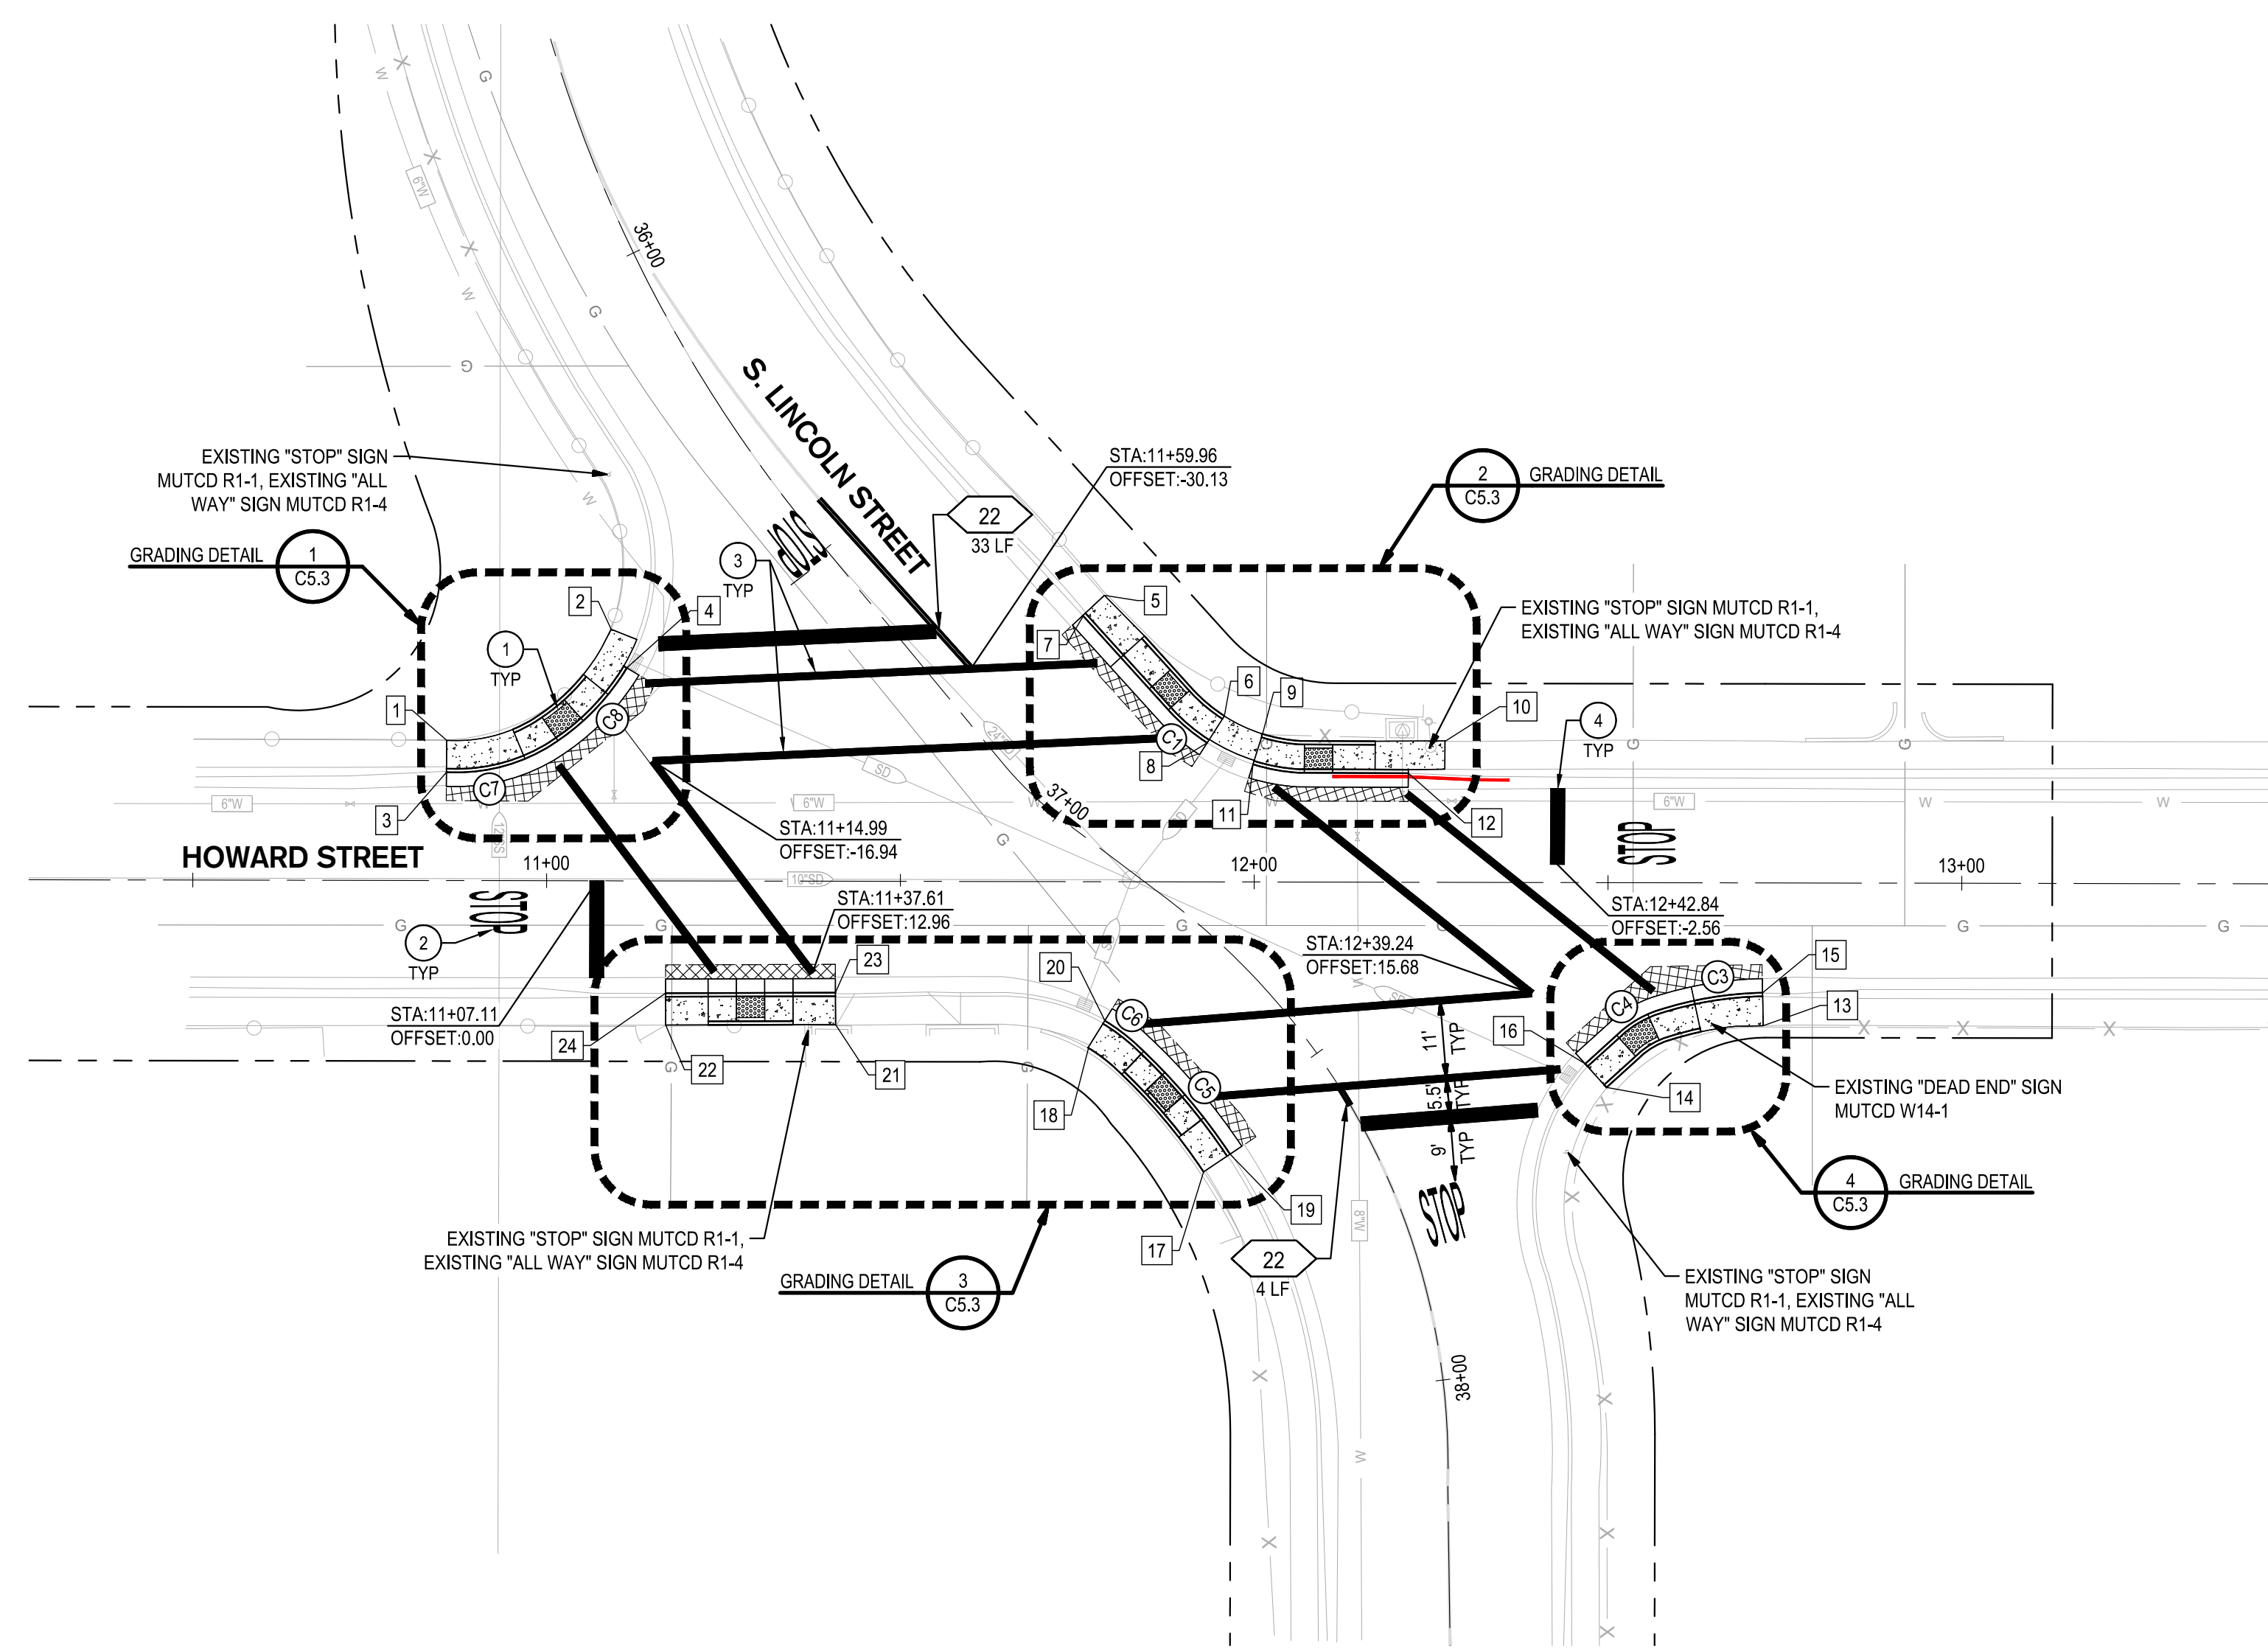 36+00
S. LINCOLN STREET
EXISTING "STOP" SIGN
MUTCD R1-1, EXISTING "ALL
WAY" SIGN MUTCD R1-4
GRADING DETAIL
1
C5.3
STA:11+59.96
OFFSET:-30.13
22
33 LF
2
C5.3
GRADING DETAIL
3
TYP
STOP
EXISTING "STOP" SIGN MUTCD R1-1,
EXISTING "ALL WAY" SIGN MUTCD R1-4
1
TYP
1
2
3
4
5
6
7
8
9
10
11
12
C7
C8
C1
4
TYP
STOP
37+00
STA:11+14.99
OFFSET:-16.94
HOWARD STREET
11+00
12+00
13+00
STOP
2
TYP
STA:11+07.11
OFFSET:0.00
STA:11+37.61
OFFSET:12.96
STA:12+39.24
OFFSET:15.68
STA:12+42.84
OFFSET:-2.56
13
14
15
16
C3
C4
17
18
19
20
C5
C6
21
22
23
24
11'
TYP
5.5'
TYP
9'
TYP
STOP
EXISTING "DEAD END" SIGN
MUTCD W14-1
4
C5.3
GRADING DETAIL
EXISTING "STOP" SIGN MUTCD R1-1,
EXISTING "ALL WAY" SIGN MUTCD R1-4
GRADING DETAIL
3
C5.3
22
4 LF
EXISTING "STOP" SIGN
MUTCD R1-1, EXISTING "ALL
WAY" SIGN MUTCD R1-4
38+00
6"W
6"W
6"W
6"W
8"W
10"SD
SD
W
G
X